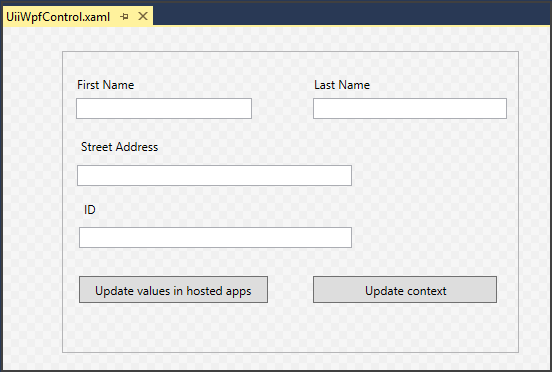 UiiWpfControl.xaml
First Name
Last Name
Street Address
ID
Update values in hosted apps
Update context